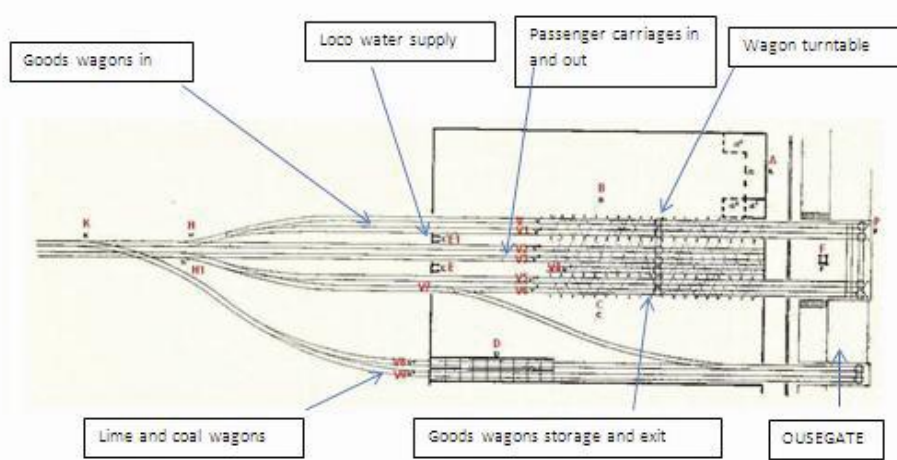 Goods wagons in
Loco water supply
Passenger carriages in
and out
Wagon turntable
A
B
K
H
V
V1
P
E1
V2
V3
F
H1
E
V4
V5
V6
V7
C
D
V8
V9
Lime and coal wagons
Goods wagons storage and exit
OUSEGATE